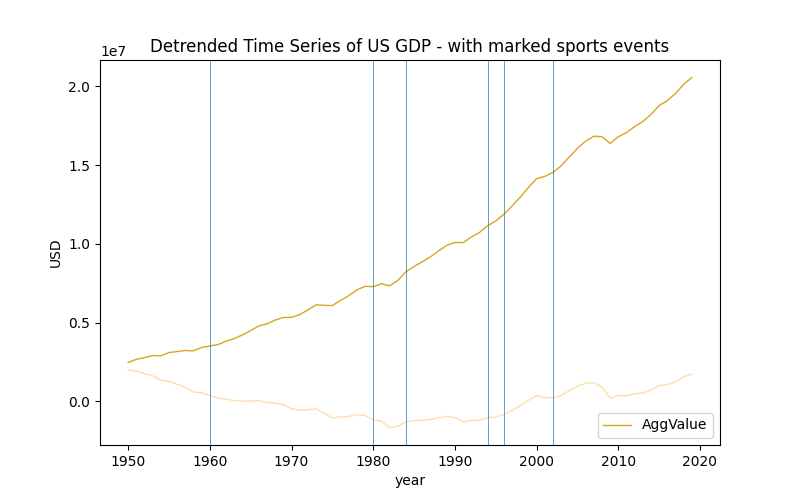 Detrended Time Series of US GDP - with marked sports events
1e7
2.0
1.5
1.0
0.5
0.0
USD
AggValue
1950 1960 1970 1980 1990 2000 2010 2020
year